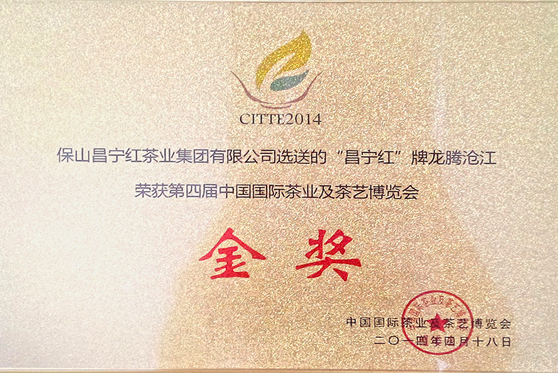 CITTE2014
保山昌宁红茶业集团有限公司选送的“昌宁红”牌龙腾沧江
荣获第四届中国国际茶业及茶艺博览会
金奖
中国国际茶业及茶艺博览会
二〇一四年四月十八日